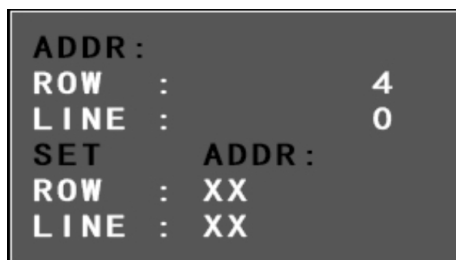 ADDR:
ROW : 4
LINE : 0
SET ADDR:
ROW : XX
LINE : XX